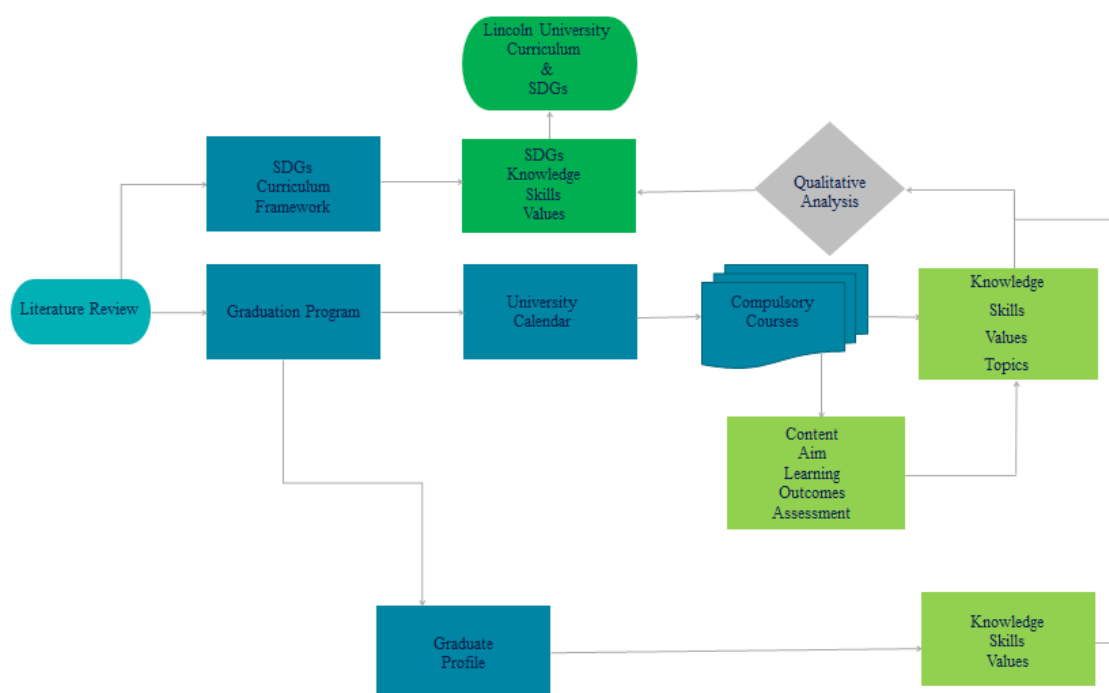 Lincoln University
Curriculum
&
SDGs
SDGs
Curriculum
Framework
SDGs
Knowledge
Skills
Values
Qualitative
Analysis
Literature Review
Graduation Program
University
Calendar
Compulsory
Courses
Knowledge
Skills
Values
Topics
Content
Aim
Learning
Outcomes
Assessment
Graduate
Profile
Knowledge
Skills
Values